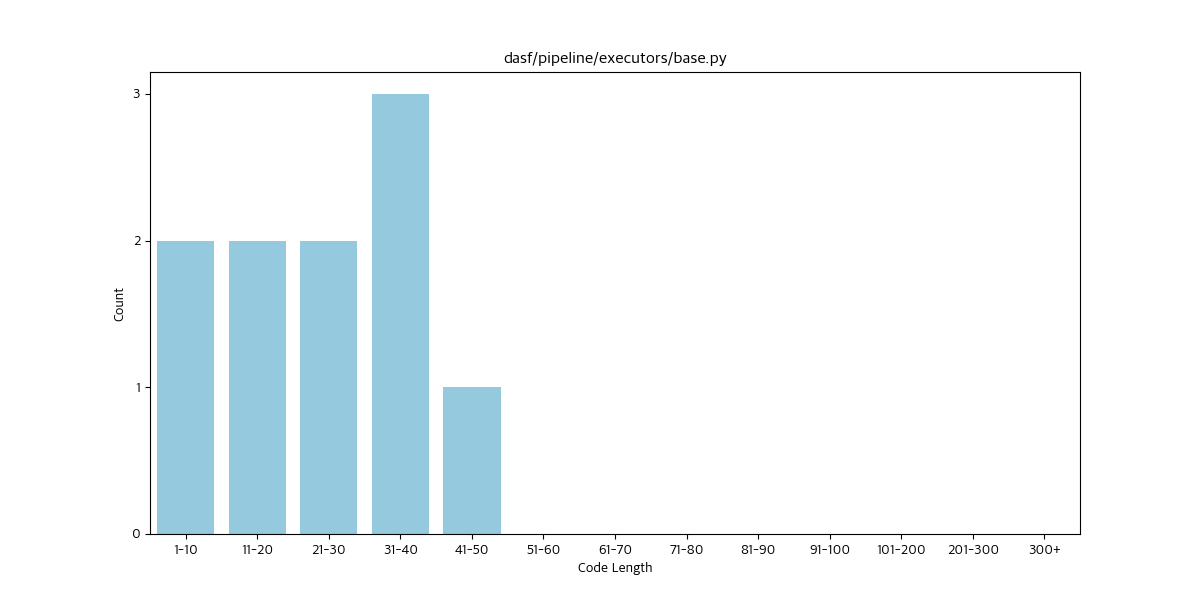 dasf/pipeline/executors/base.py
3
2
1
0
Count
1-10 11-20 21-30 31-40 41-50 51-60 61-70 71-80 81-90 91-100 101-200 201-300 300+
Code Length